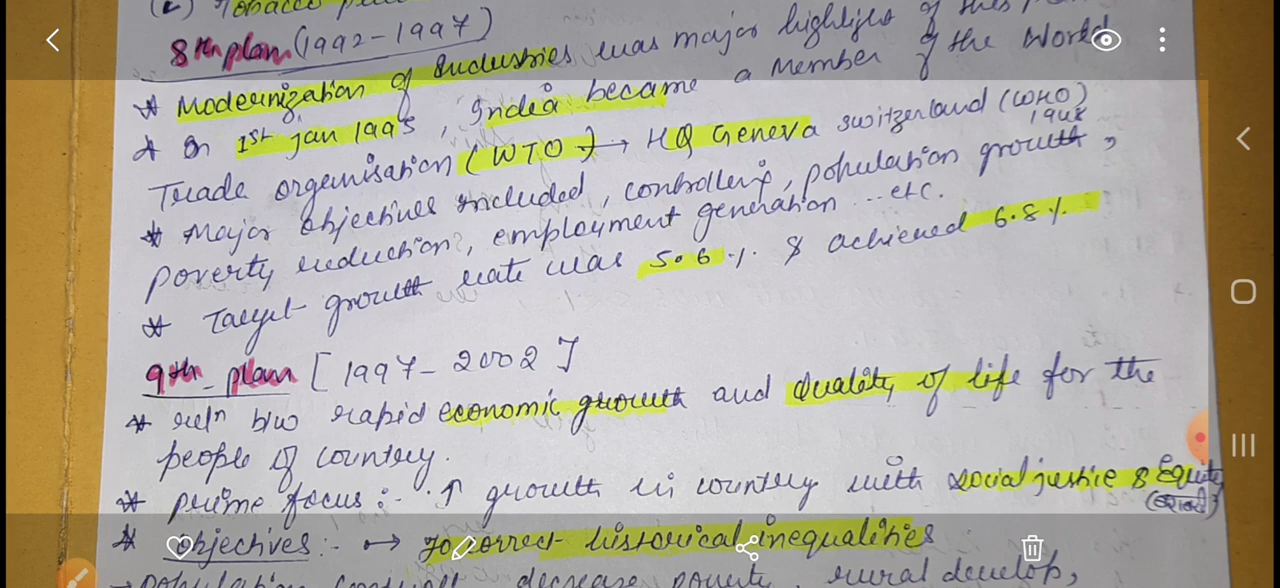 (c) Tobacco
8th plan (1992-1997)
* Modernization of Industries was major highlight of this
* On 1st jan 1995, India became a Member of the World
Trade organisation (WTO) → HQ Geneva switzerland (WHO)
1948
* Major objectives included, controlling, population growth,
poverty reduction, employment generation ... etc.
* Target growth rate was 5.6 % & achieved 6.8 %
9th plan [1997-2002]
* reln b/w rapid economic growth and quality of life for the
people of country.
* prime focus :- ↑ growth in country with social justice & Equity
* objectives :- → To correct historical inequalities
→ Population decrease poverty, rural develop,